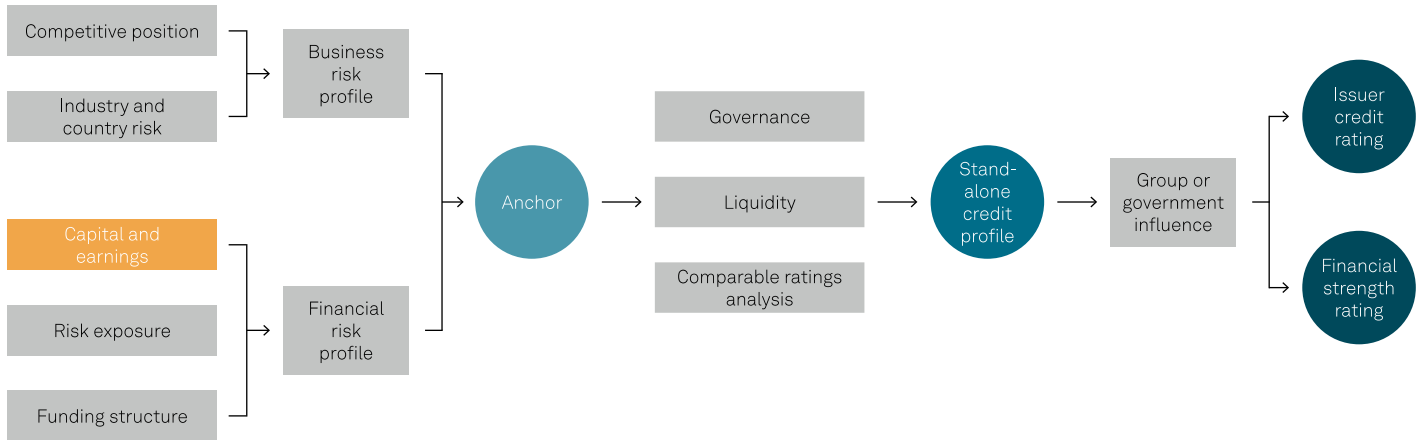 Competitive position
Industry and
country risk
Business
risk
profile
Capital and
earnings
Risk exposure
Funding structure
Financial
risk
profile
Anchor
Governance
Liquidity
Comparable ratings
analysis
Stand-
alone
credit
profile
Group or
government
influence
Issuer
credit
rating
Financial
strength
rating